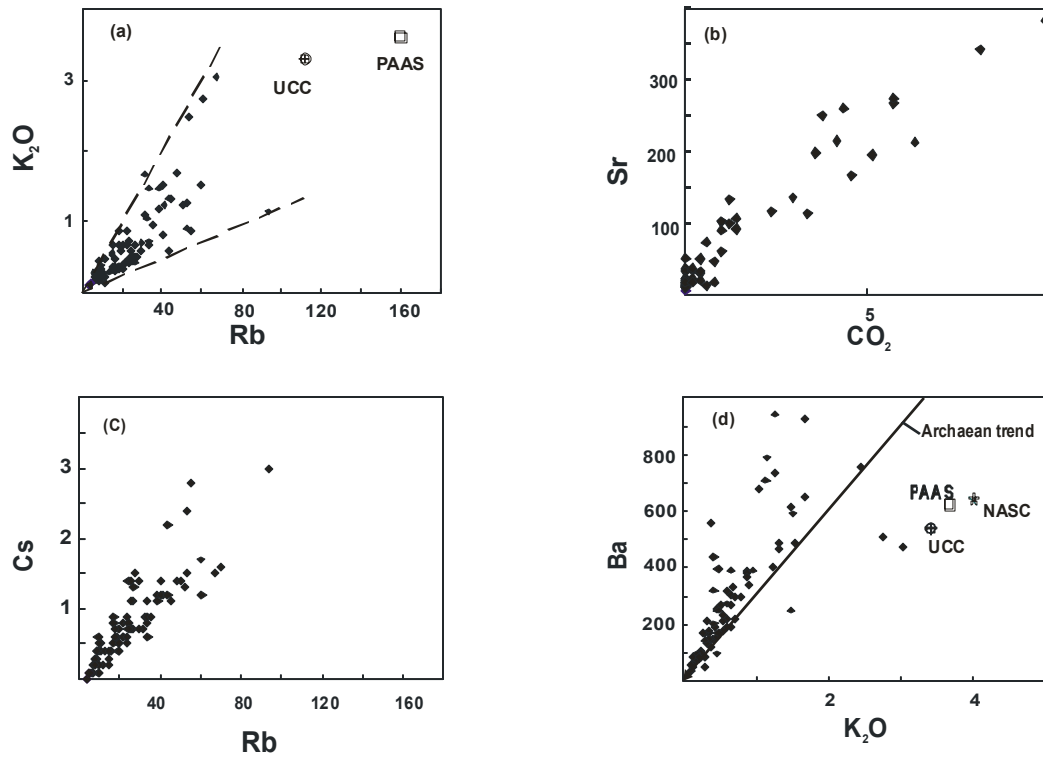 (a)
PAAS
UCC
3
1
K₂O
40 80 120 160
Rb
(b)
300
200
100
Sr
5
CO₂
(C)
3
2
1
Cs
40 80 120 160
Rb
(d)
Archaean trend
800
600
400
200
PAAS
NASC
UCC
Ba
2 4
K₂O